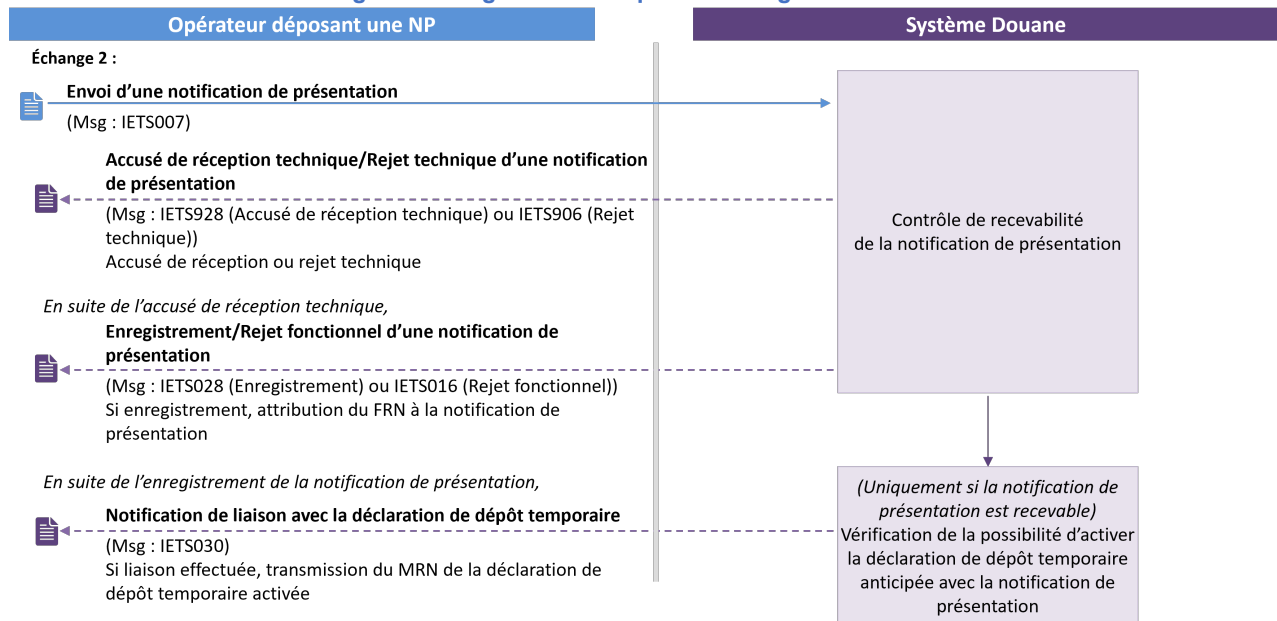 Opérateur déposant une NP
Système Douane
Échange 2 :
Envoi d’une notification de présentation
(Msg : IETS007)
Accusé de réception technique/Rejet technique d’une notification
de présentation
(Msg : IETS928 (Accusé de réception technique) ou IETS906 (Rejet
technique))
Accusé de réception ou rejet technique
En suite de l’accusé de réception technique,
Enregistrement/Rejet fonctionnel d’une notification de
présentation
(Msg : IETS028 (Enregistrement) ou IETS016 (Rejet fonctionnel))
Si enregistrement, attribution du FRN à la notification de
présentation
En suite de l’enregistrement de la notification de présentation,
Notification de liaison avec la déclaration de dépôt temporaire
(Msg : IETS030)
Si liaison effectuée, transmission du MRN de la déclaration de
dépôt temporaire activée
Contrôle de recevabilité
de la notification de présentation
(Uniquement si la notification de
présentation est recevable)
Vérification de la possibilité d’activer
la déclaration de dépôt temporaire
anticipée avec la notification de
présentation